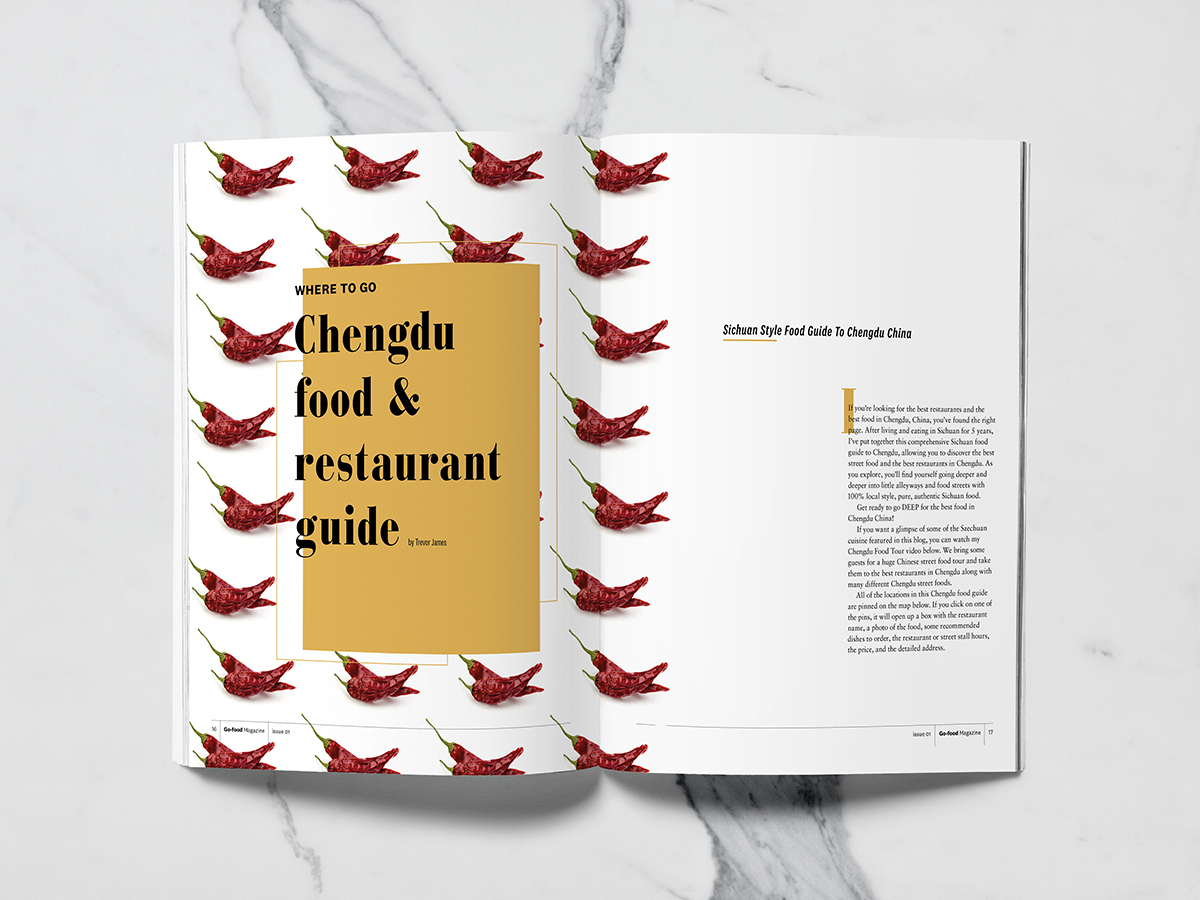 WHERE TO GO
Chengdu
food &
restaurant
guide by Trevor James
16 Go-food Magazine issue 01
Sichuan Style Food Guide To Chengdu China
If you're looking for the best restaurants and the
best food in Chengdu, China, you've found the right
page. After living and eating in Sichuan for 5 years,
I've put together this comprehensive Sichuan food
guide to Chengdu, allowing you to discover the best
street food and the best restaurants in Chengdu. As
you explore, you'll find yourself going deeper and
deeper into little alleyways and food streets with
100% local style, pure, authentic Sichuan food.
Get ready to go DEEP for the best food in
Chengdu China!
If you want a glimpse of some of the Szechuan
cuisine featured in this blog, you can watch my
Chengdu Food Tour video below. We bring some
guests for a huge Chinese street food tour and take
them to the best restaurants in Chengdu along with
many different Chengdu street foods.
All of the locations in this Chengdu food guide
are pinned on the map below. If you click on one of
the pins, it will open up a box with the restaurant
name, a photo of the food, some recommended
dishes to order, the restaurant or street stall hours,
the price, and the detailed address.
issue 01 Go-food Magazine 17